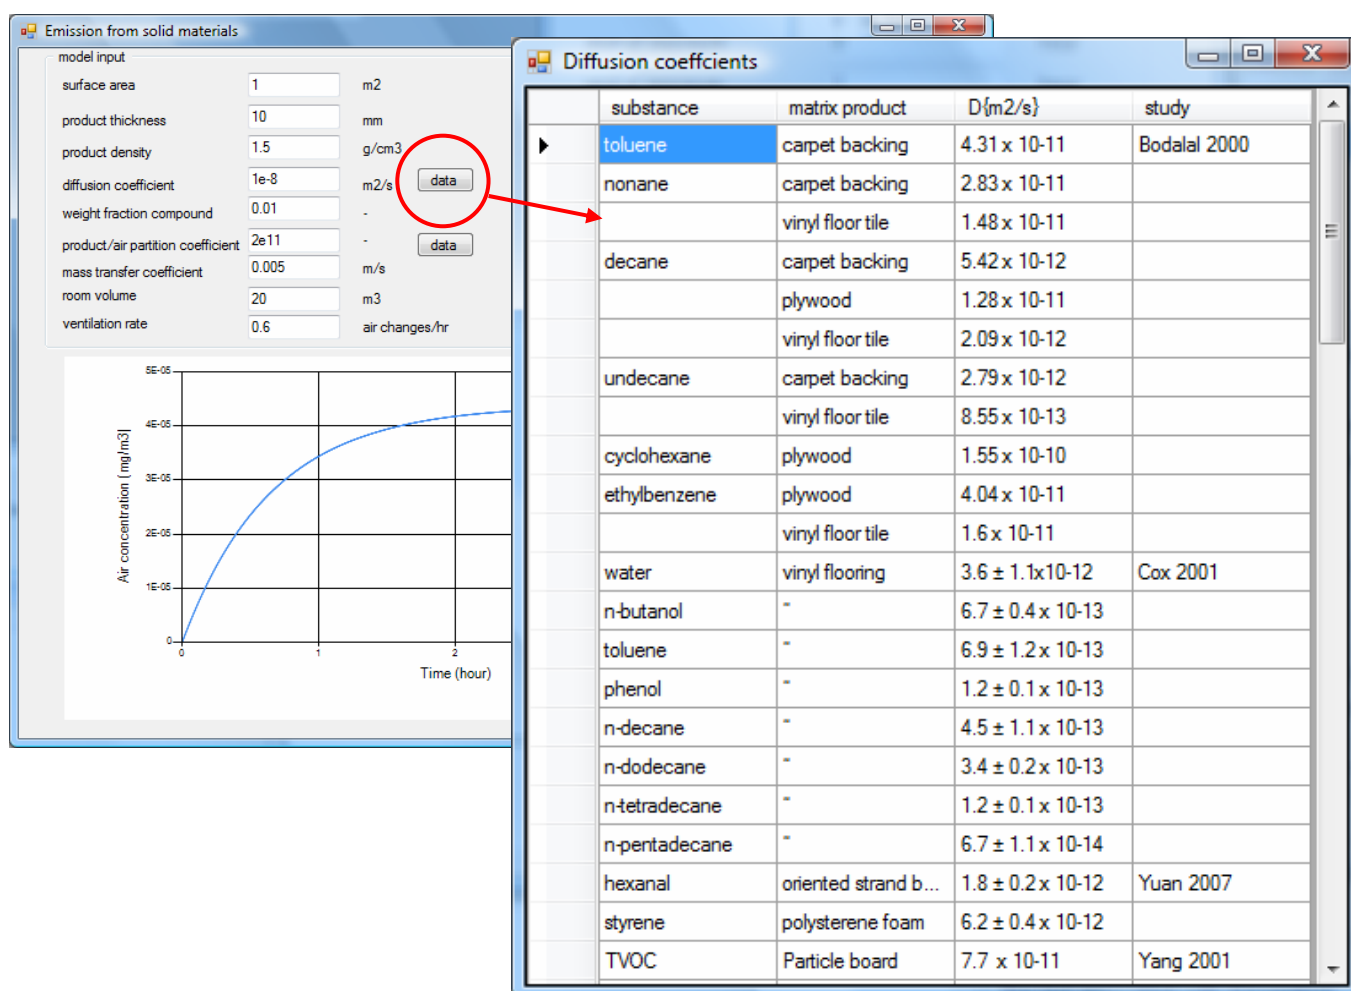 Emission from solid materials
model input
surface area 1 m2
product thickness 10 mm
product density 1.5 g/cm3
diffusion coefficient 1e-8 m2/s data
weight fraction compound 0.01 -
product/air partition coefficient 2e11 - data
mass transfer coefficient 0.005 m/s
room volume 20 m3
ventilation rate 0.6 air changes/hr
Air concentration [mg/m3]
5E-05
4E-05
3E-05
2E-05
1E-05
0
0 1 2
Time (hour)
Diffusion coeffcients
substance matrix product D{m2/s} study
toluene carpet backing 4.31 x 10-11 Bodalal 2000
nonane carpet backing 2.83 x 10-11
vinyl floor tile 1.48 x 10-11
decane carpet backing 5.42 x 10-12
plywood 1.28 x 10-11
vinyl floor tile 2.09 x 10-12
undecane carpet backing 2.79 x 10-12
vinyl floor tile 8.55 x 10-13
cyclohexane plywood 1.55 x 10-10
ethylbenzene plywood 4.04 x 10-11
vinyl floor tile 1.6 x 10-11
water vinyl flooring 3.6 ± 1.1x10-12 Cox 2001
n-butanol " 6.7 ± 0.4 x 10-13
toluene " 6.9 ± 1.2 x 10-13
phenol " 1.2 ± 0.1 x 10-13
n-decane " 4.5 ± 1.1 x 10-13
n-dodecane " 3.4 ± 0.2 x 10-13
n-tetradecane " 1.2 ± 0.1 x 10-13
n-pentadecane " 6.7 ± 1.1 x 10-14
hexanal oriented strand b... 1.8 ± 0.2 x 10-12 Yuan 2007
styrene polysterene foam 6.2 ± 0.4 x 10-12
TVOC Particle board 7.7 x 10-11 Yang 2001